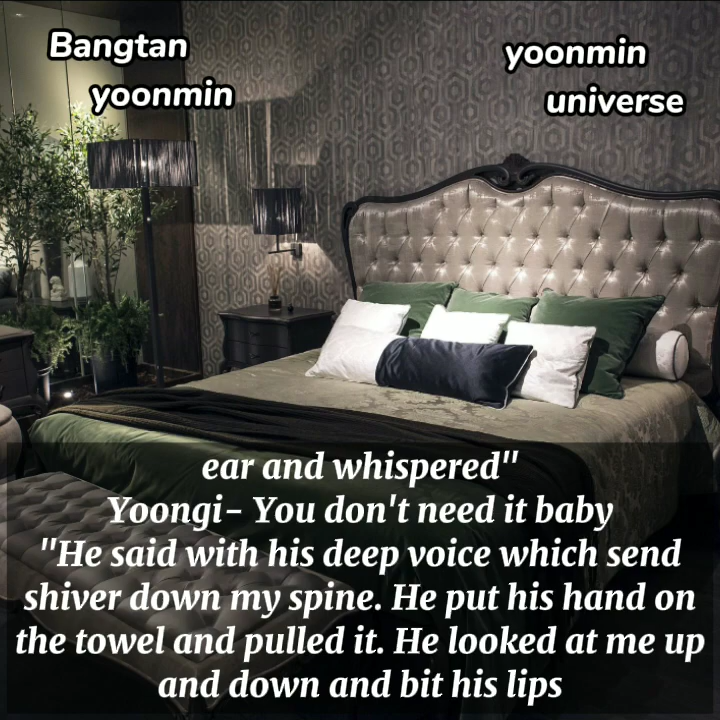 Bangtan
yoonmin
yoonmin
universe
ear and whispered"
Yoongi- You don't need it baby
"He said with his deep voice which send
shiver down my spine. He put his hand on
the towel and pulled it. He looked at me up
and down and bit his lips